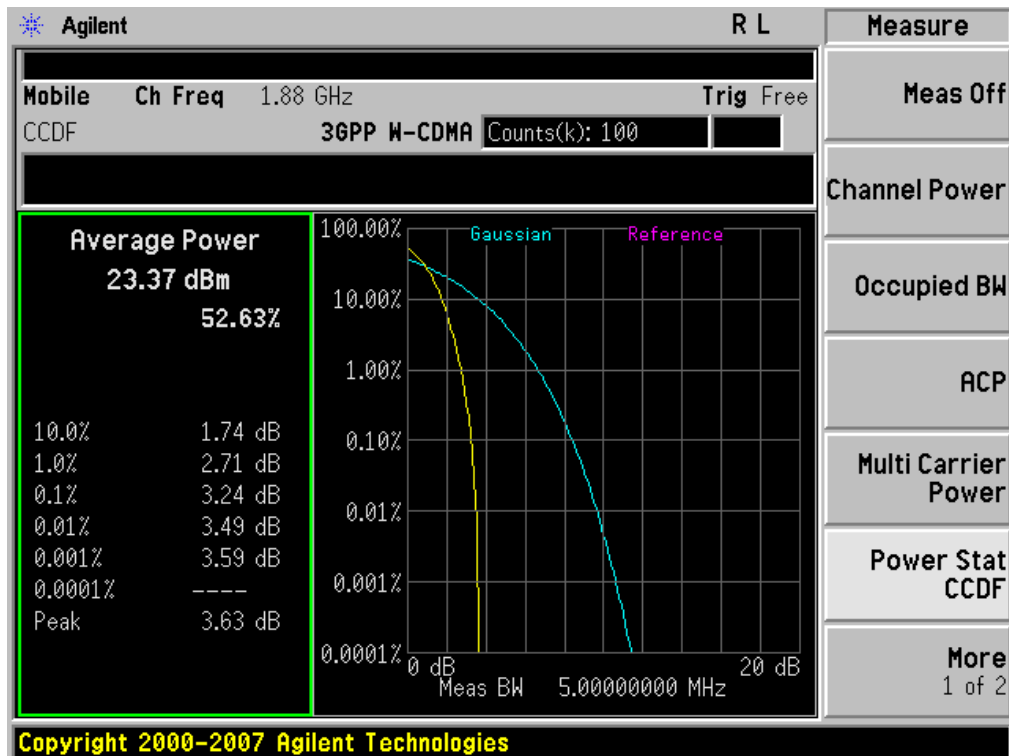 Agilent R L Measure
Mobile Ch Freq 1.88 GHz Trig Free
CCDF 3GPP W-CDMA Counts(k): 100
Meas Off
Channel Power
Occupied BW
ACP
Multi Carrier
Power
Power Stat
CCDF
More
1 of 2
Average Power
23.37 dBm
52.63%
10.0% 1.74 dB
1.0% 2.71 dB
0.1% 3.24 dB
0.01% 3.49 dB
0.001% 3.59 dB
0.0001% ----
Peak 3.63 dB
Gaussian Reference
100.00%
10.00%
1.00%
0.10%
0.01%
0.001%
0.0001%
0 dB 20 dB
Meas BW 5.00000000 MHz
Copyright 2000-2007 Agilent Technologies